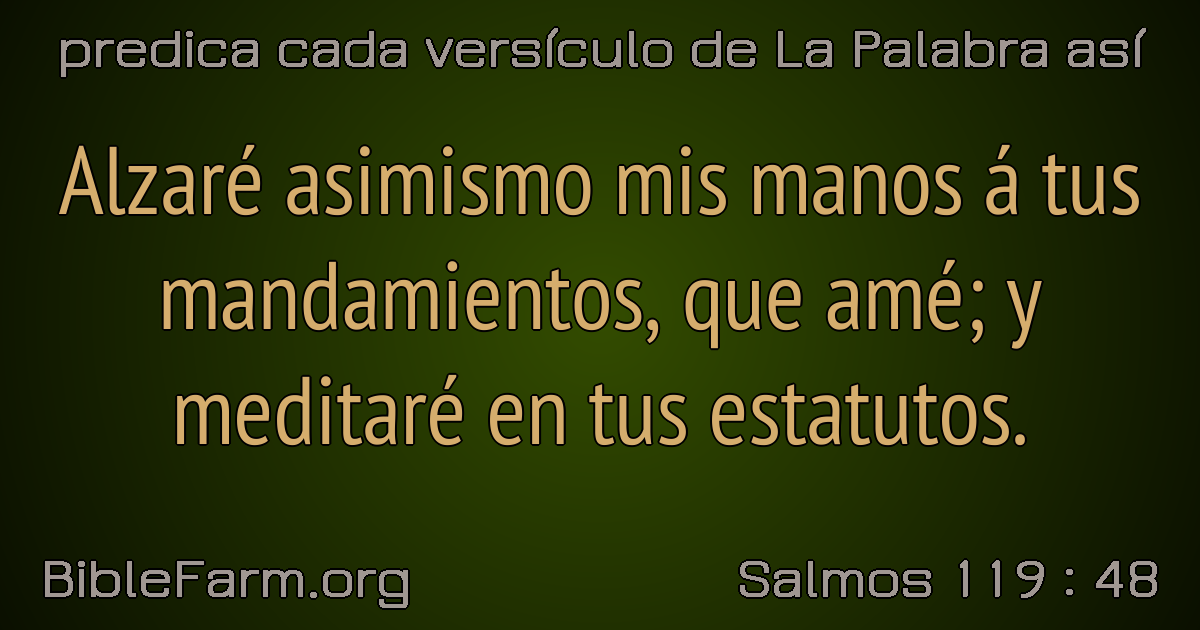 predica cada versículo de La Palabra así
Alzaré asimismo mis manos á tus
mandamientos, que amé; y
meditaré en tus estatutos.
BibleFarm.org
Salmos 119 : 48